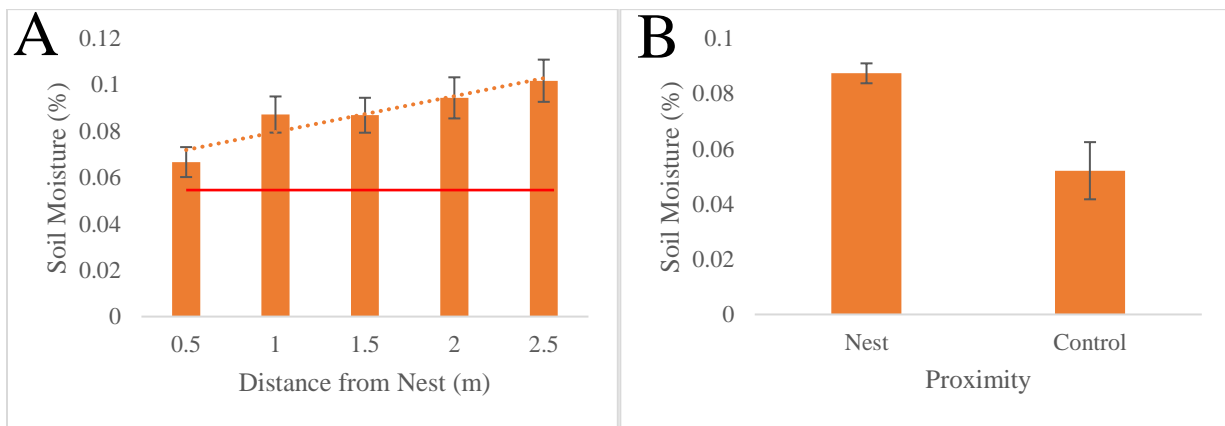 A
0.12
0.1
0.08
0.06
0.04
0.02
0
Soil Moisture (%)
0.5 1 1.5 2 2.5
Distance from Nest (m)
B
0.1
0.08
0.06
0.04
0.02
0
Soil Moisture (%)
Nest Control
Proximity